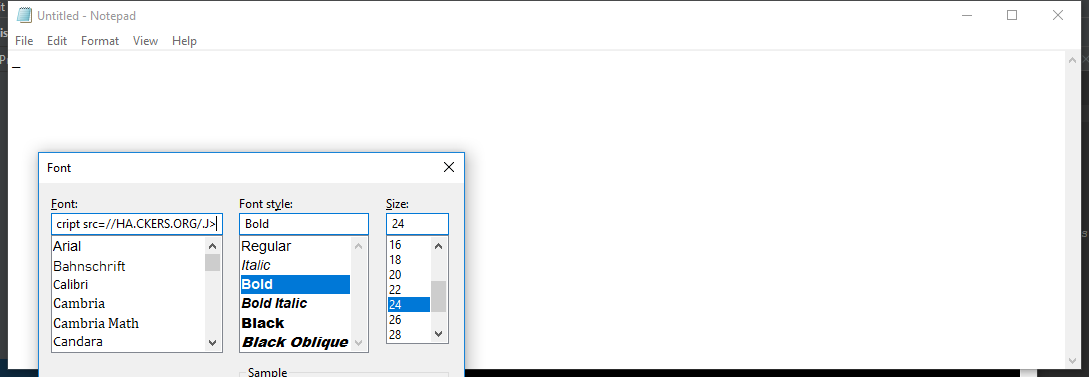 Untitled - Notepad
File Edit Format View Help
Font
Font: Font style: Size:
cript src=//HA.CKERS.ORG/.J> Bold 24
Arial Regular 16
Bahnschrift Italic 18
Calibri Bold 20
Cambria Bold Italic 22
Cambria Math Black 24
Candara Black Oblique 26
28
Sample